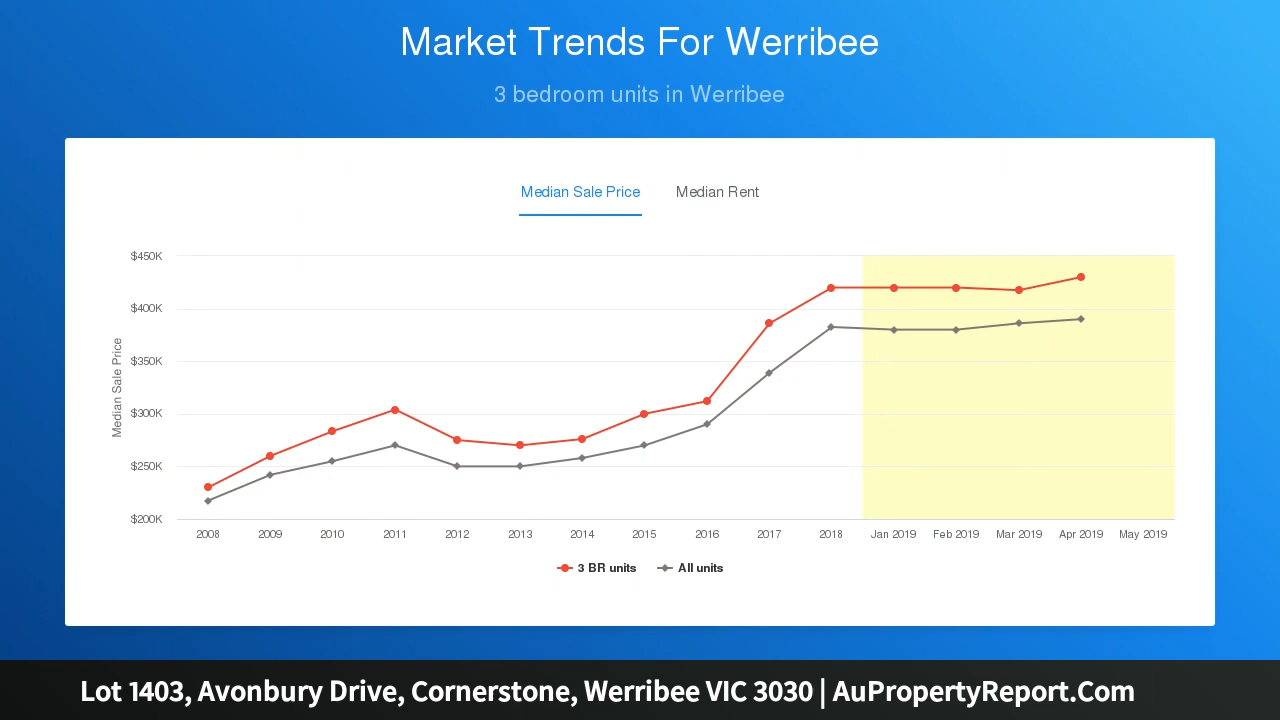 Market Trends For Werribee
3 bedroom units in Werribee
Median Sale Price Median Rent
$450K
$400K
$350K
$300K
$250K
$200K
Median Sale Price
2008 2009 2010 2011 2012 2013 2014 2015 2016 2017 2018 Jan 2019 Feb 2019 Mar 2019 Apr 2019 May 2019
3 BR units All units
Lot 1403, Avonbury Drive, Cornerstone, Werribee VIC 3030 | AuPropertyReport.Com